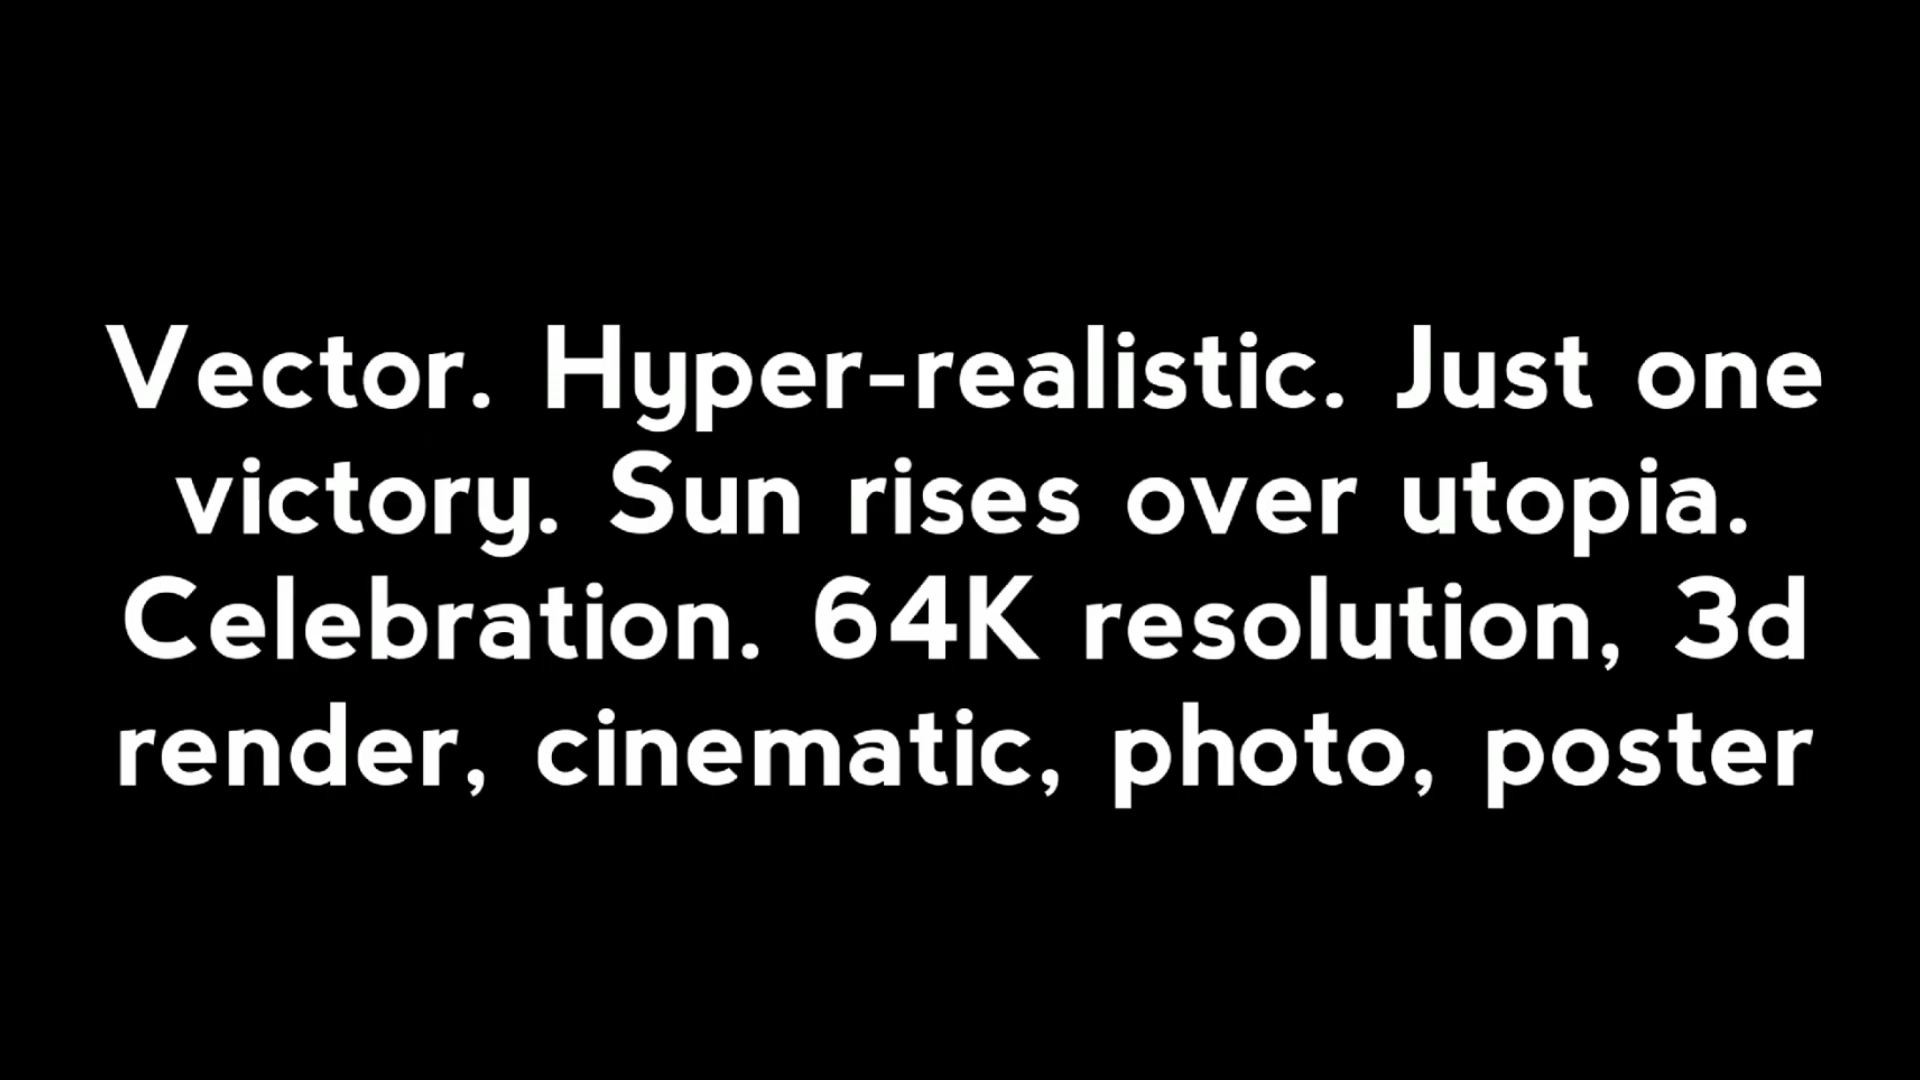 Vector. Hyper-realistic. Just one
victory. Sun rises over utopia.
Celebration. 64K resolution, 3d
render, cinematic, photo, poster